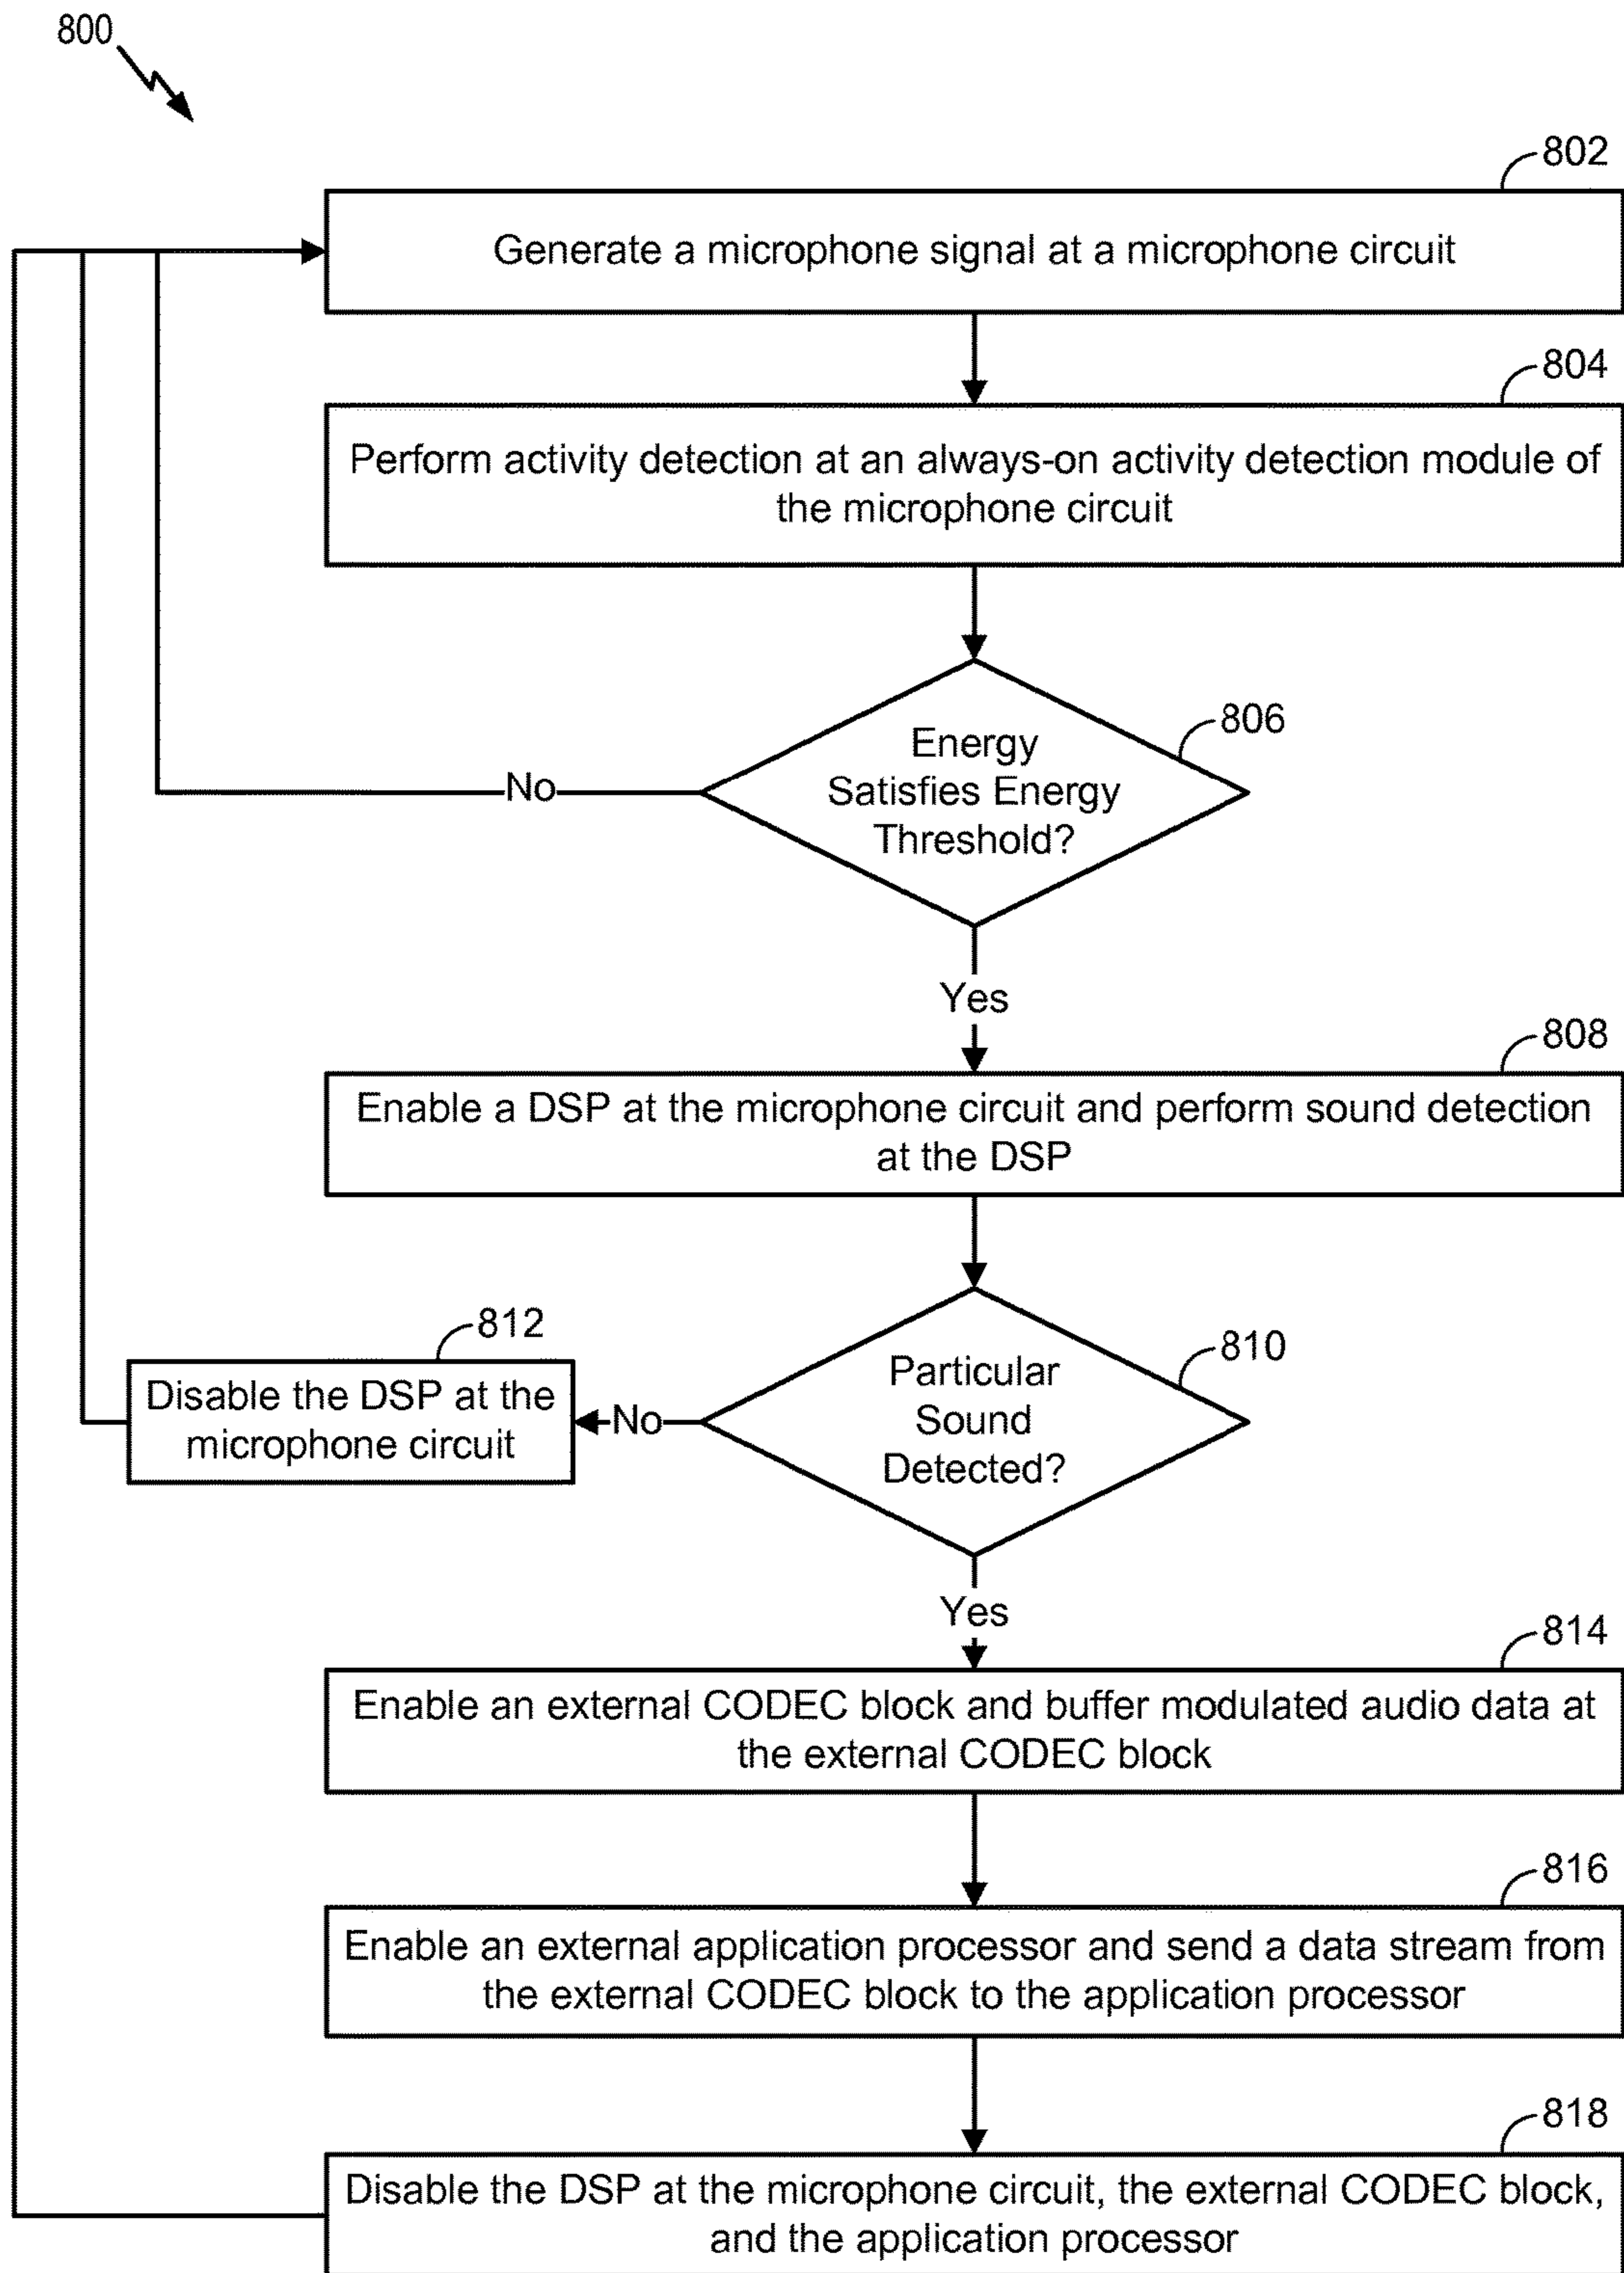 800
802
Generate a microphone signal at a microphone circuit
804
Perform activity detection at an always-on activity detection module of
the microphone circuit
806
Energy
Satisfies Energy
Threshold?
No
Yes
808
Enable a DSP at the microphone circuit and perform sound detection
at the DSP
810
Particular
Sound
Detected?
No
812
Disable the DSP at the
microphone circuit
Yes
814
Enable an external CODEC block and buffer modulated audio data at
the external CODEC block
816
Enable an external application processor and send a data stream from
the external CODEC block to the application processor
818
Disable the DSP at the microphone circuit, the external CODEC block,
and the application processor